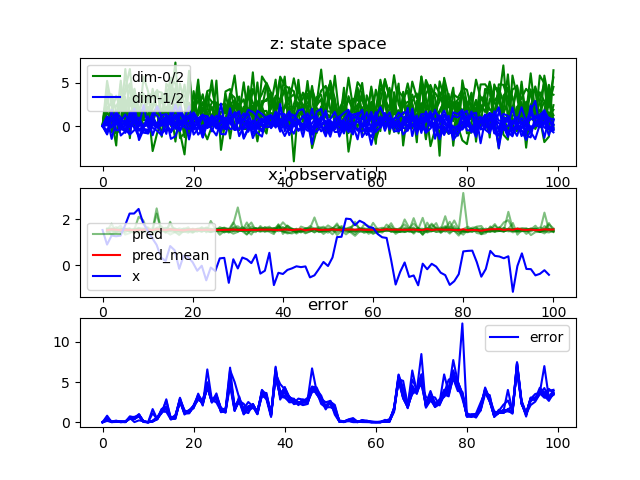 z: state space
dim-0/2
dim-1/2
5
0
0 20 40 60 80 100
x: observation
pred
pred_mean
x
2
0
0 20 40 60 80 100
error
error
10
5
0
0 20 40 60 80 100